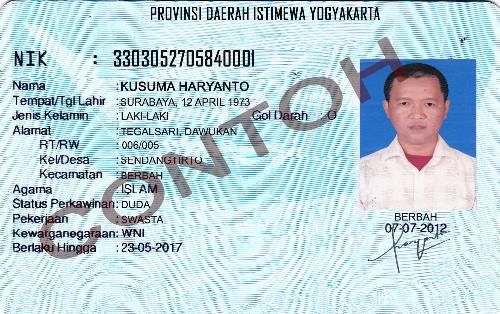 PROVINSI DAERAH ISTIMEWA YOGYAKARTA
NIK : 3303052705840001
Nama : KUSUMA HARYANTO
Tempat/Tgl Lahir : SURABAYA, 12 APRIL 1973
Jenis Kelamin : LAKI-LAKI Gol Darah O
Alamat : TEGALSARI, DAWUKAN
RT/RW : 006/005
Kel/Desa : SENDANGTIRTO
Kecamatan : BERBAH
Agama : ISLAM
Status Perkawinan: DUDA
Pekerjaan : SWASTA
Kewarganegaraan: WNI
Berlaku Hingga : 23-05-2017
BERBAH
07-07-2012
CONTOH